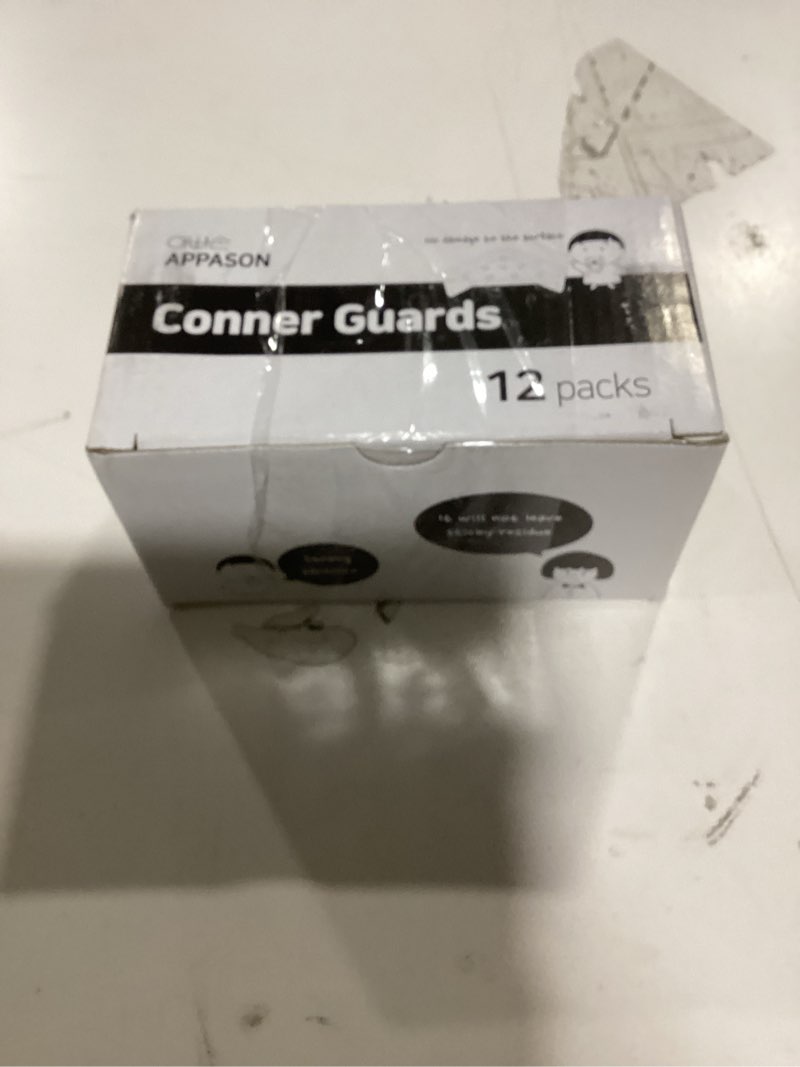 APPASON
no damage to the surface
Conner Guards
12 packs
it will not leave
sticky residue